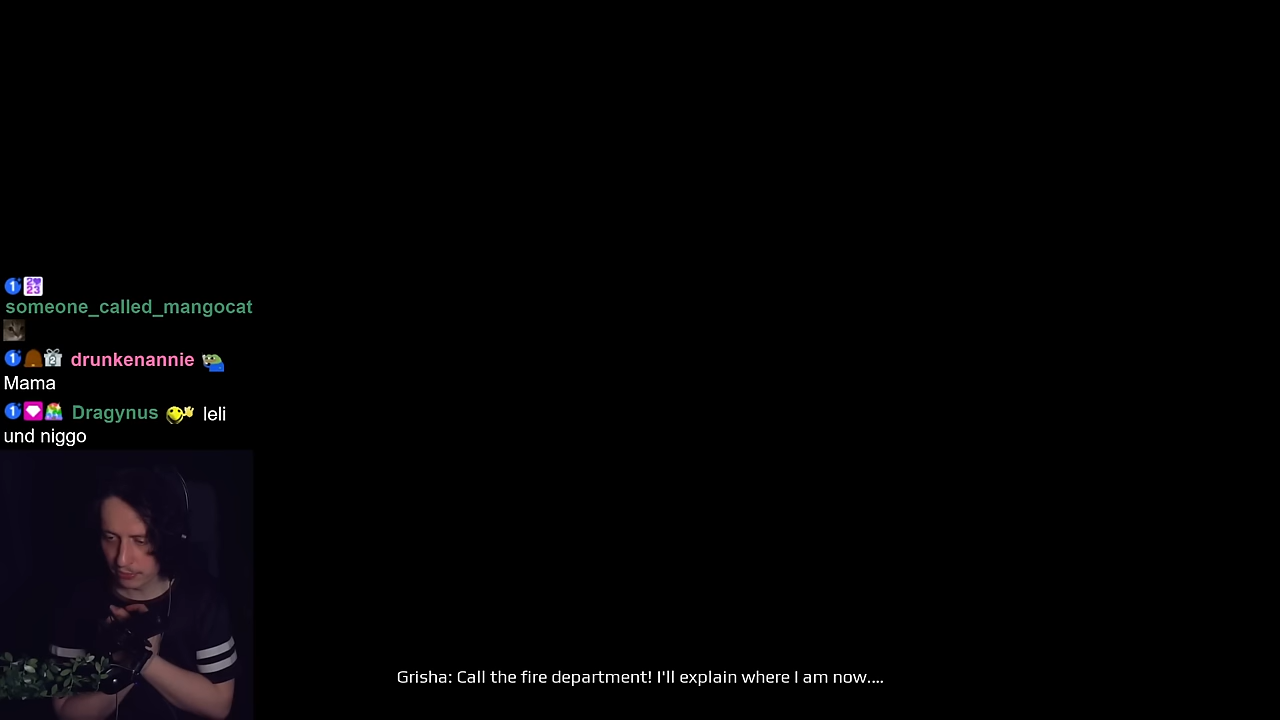 someone_called_mangocat
drunkenannie
Mama
Dragynus leli
und niggo
Grisha: Call the fire department! I'll explain where I am now....